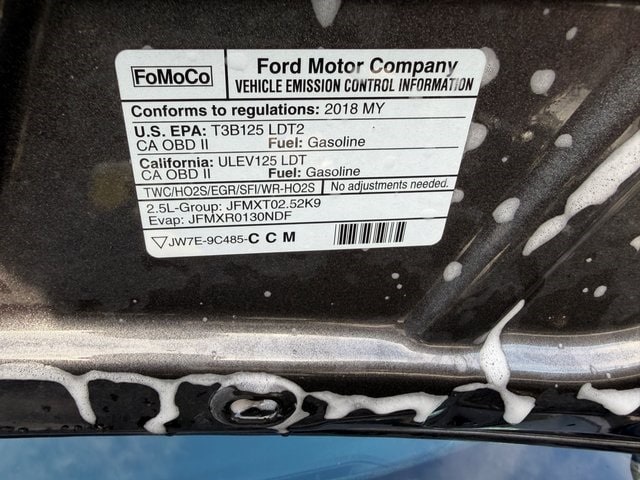 FoMoCo
Ford Motor Company
VEHICLE EMISSION CONTROL INFORMATION
Conforms to regulations: 2018 MY
U.S. EPA: T3B125 LDT2
CA OBD II Fuel: Gasoline
California: ULEV125 LDT
CA OBD II Fuel: Gasoline
TWC/HO2S/EGR/SFI/WR-HO2S No adjustments needed.
2.5L-Group: JFMXT02.52K9
Evap: JFMXR0130NDF
JW7E-9C485-C C M